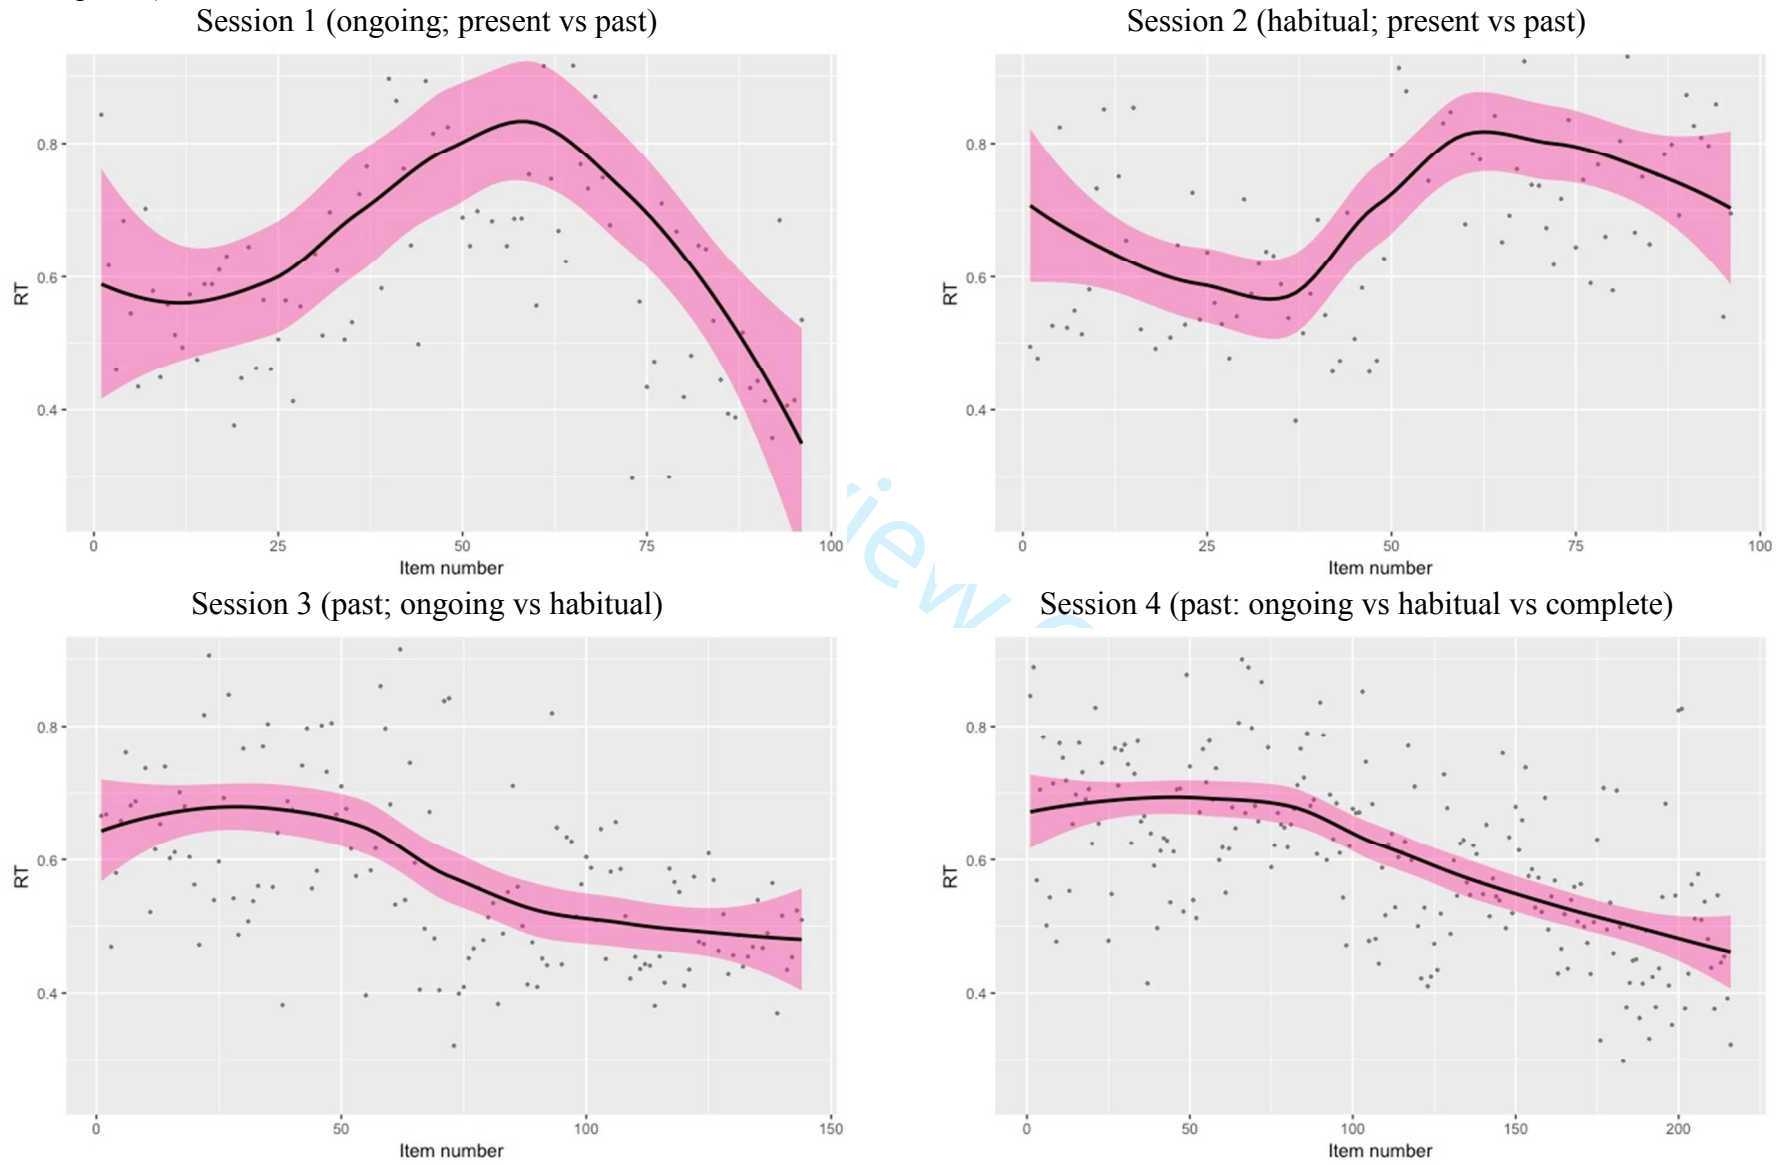 Session 1 (ongoing; present vs past)
Session 2 (habitual; present vs past)
0.8
0.6
0.4
RT
0 25 50 75 100
Item number
0.8
0.6
0.4
RT
0 25 50 75 100
Item number
view
Session 3 (past; ongoing vs habitual)
Session 4 (past: ongoing vs habitual vs complete)
0.8
0.6
0.4
RT
0 50 100 150
Item number
0.8
0.6
0.4
RT
0 50 100 150 200
Item number